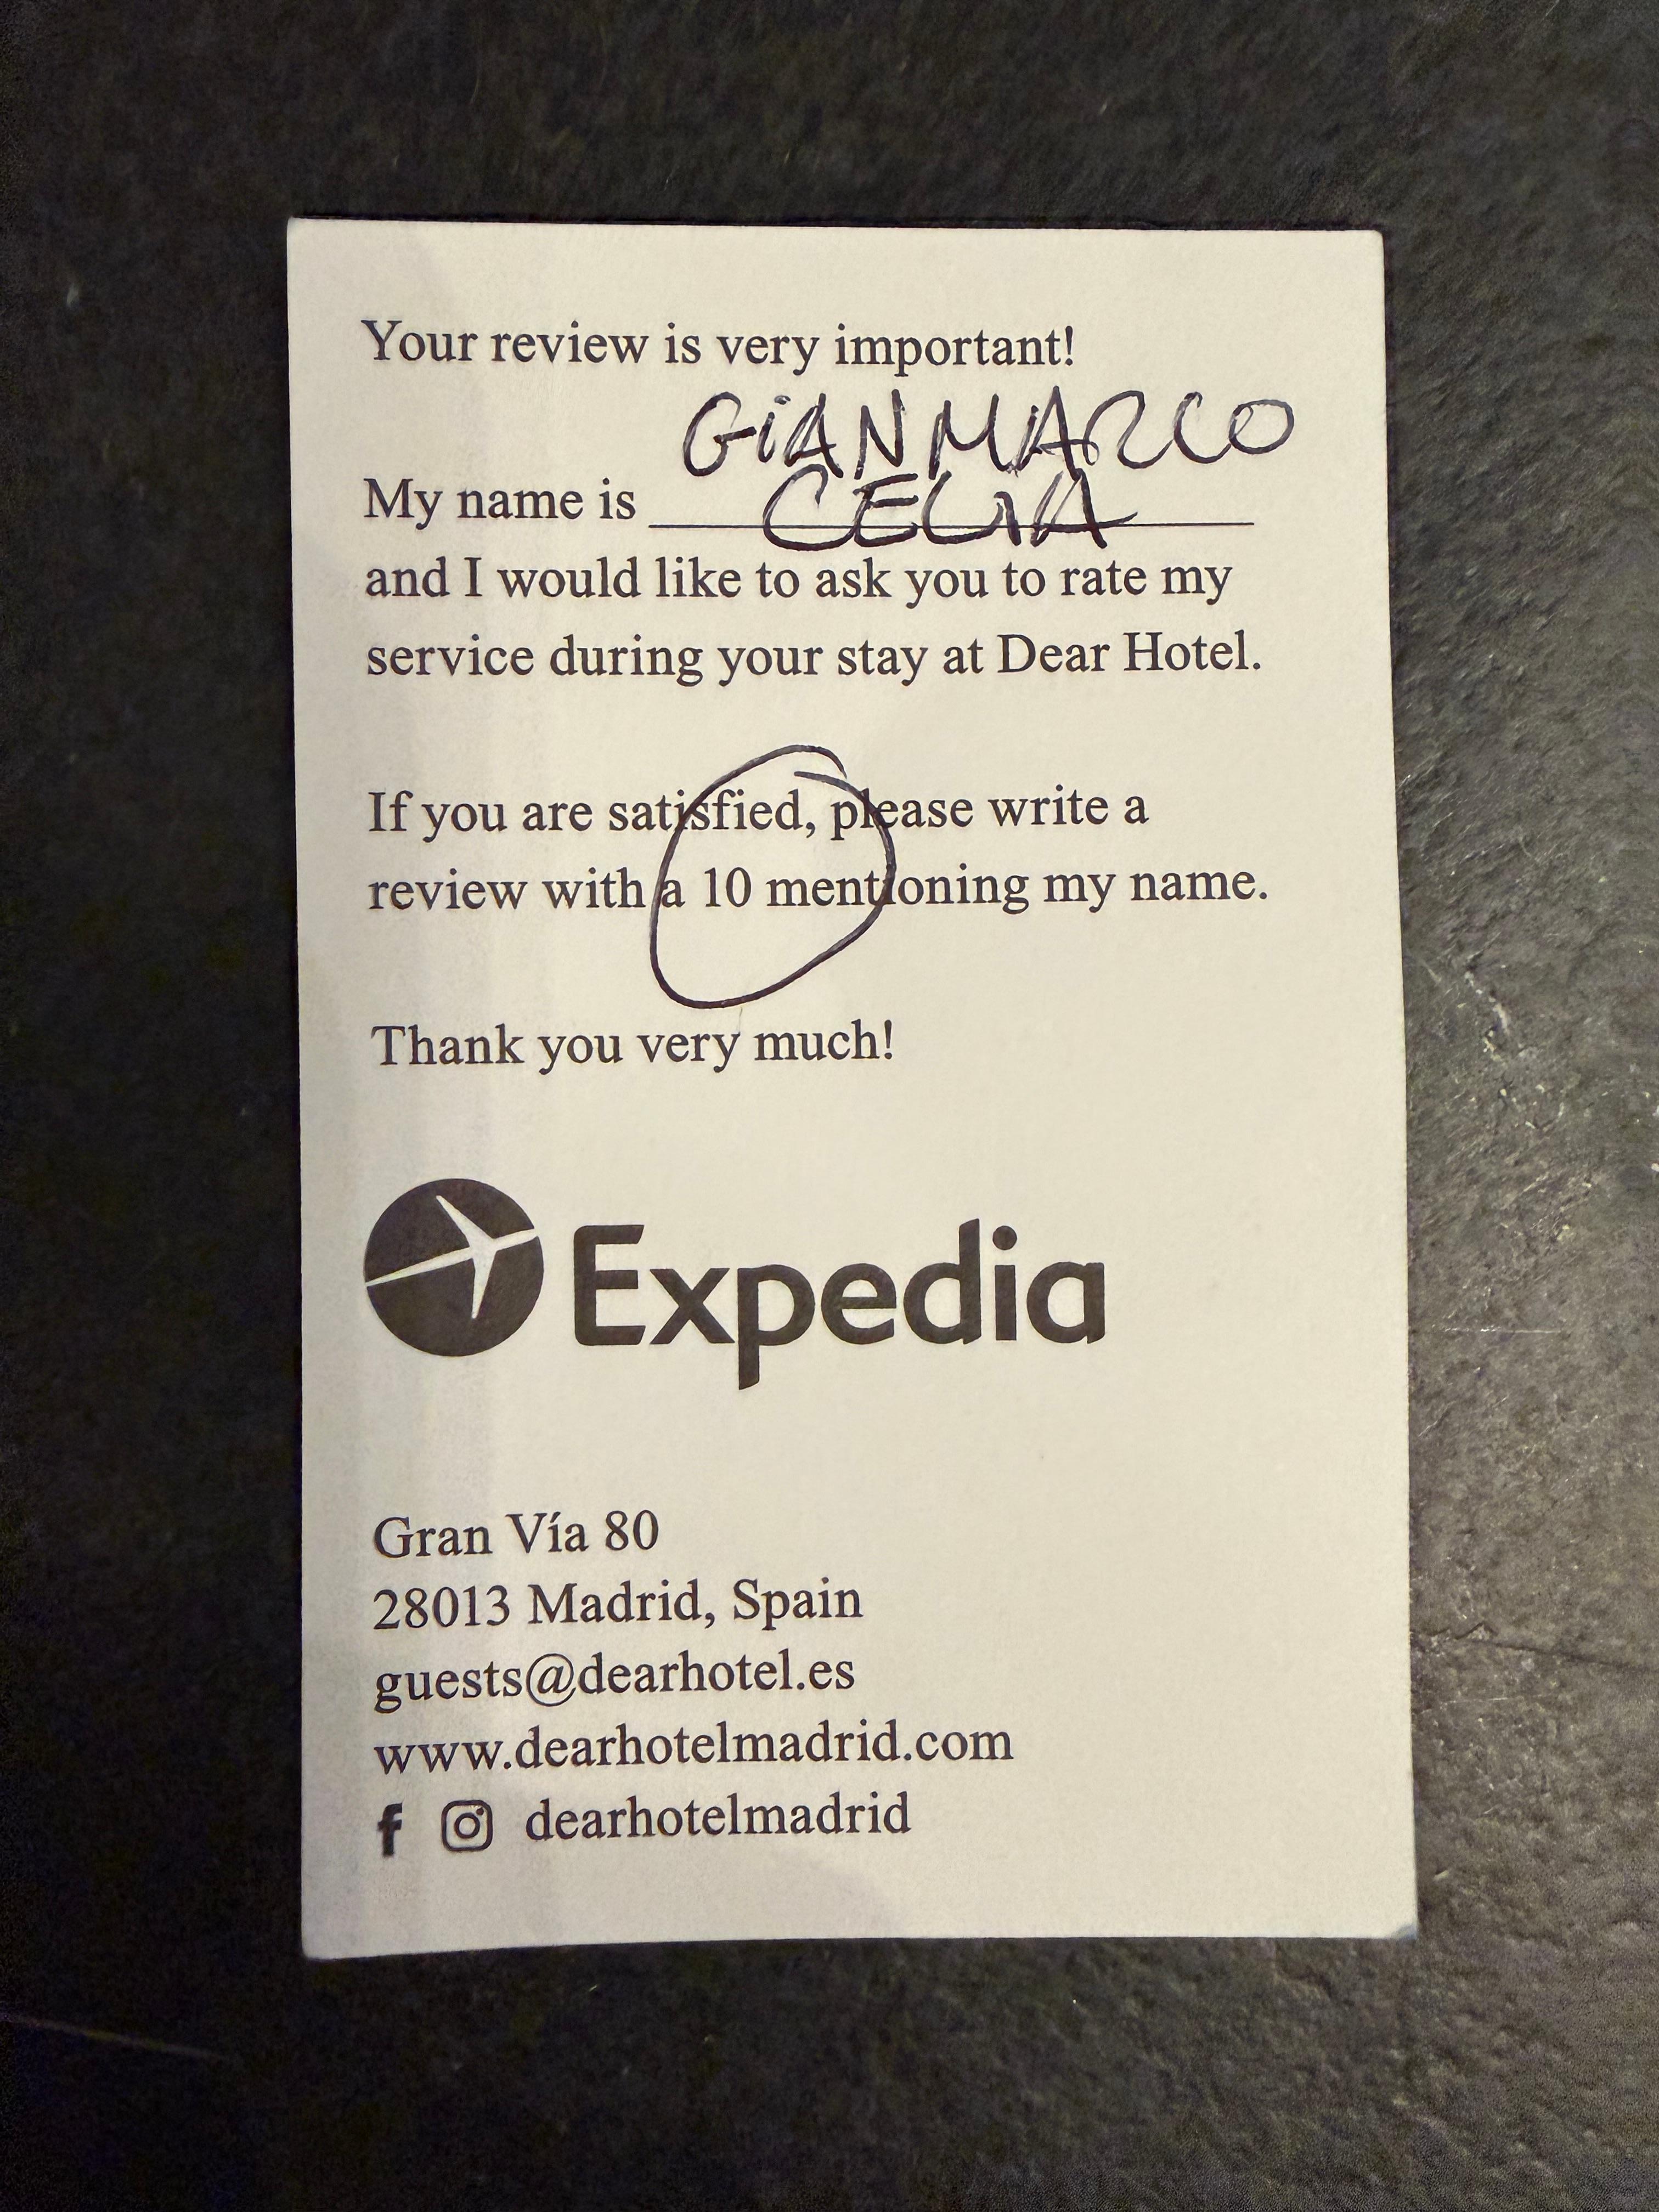 Your review is very important!
GiANMARCO
My name is CELIA
and I would like to ask you to rate my
service during your stay at Dear Hotel.
If you are satisfied, please write a
review with a 10 mentioning my name.
Thank you very much!
Expedia
Gran Vía 80
28013 Madrid, Spain
guests@dearhotel.es
www.dearhotelmadrid.com
dearhotelmadrid